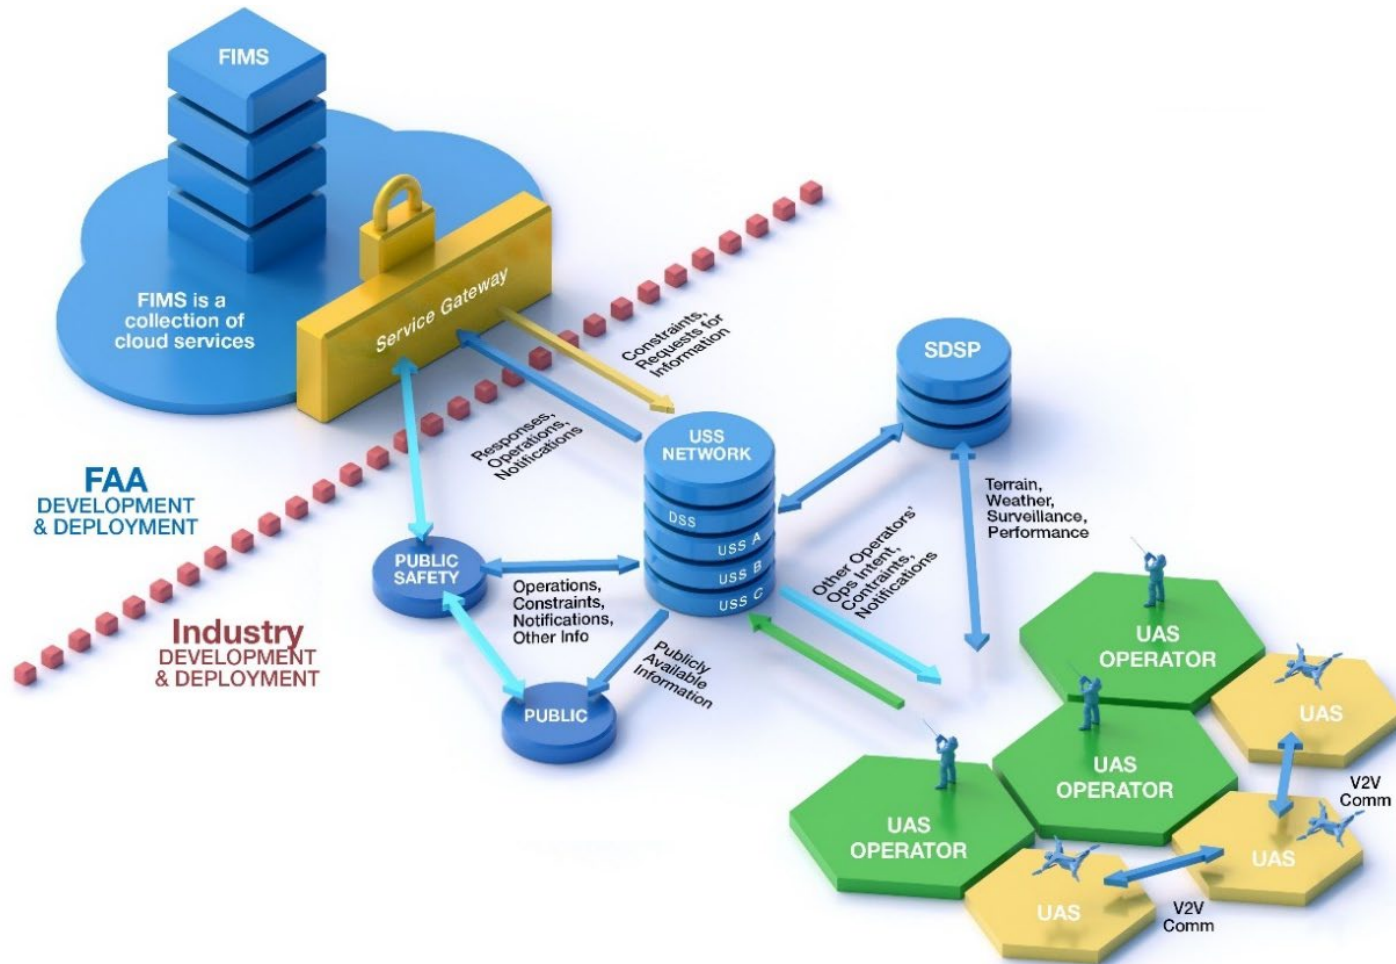 FIMS
FIMS is a
collection of
cloud services
Service Gateway
Constraints,
Requests for
Information
Responses,
Operations,
Notifications
SDSP
USS
NETWORK
DSS
USS A
USS B
USS C
FAA
DEVELOPMENT
& DEPLOYMENT
Industry
DEVELOPMENT
& DEPLOYMENT
PUBLIC
SAFETY
Operations,
Constraints,
Notifications,
Other Info
Publicly
Available
Information
PUBLIC
Terrain,
Weather,
Surveillance,
Performance
Other Operators'
Ops Intent,
Contraints,
Notifications
UAS
OPERATOR
UAS
UAS
OPERATOR
V2V
Comm
UAS
OPERATOR
UAS
UAS
V2V
Comm